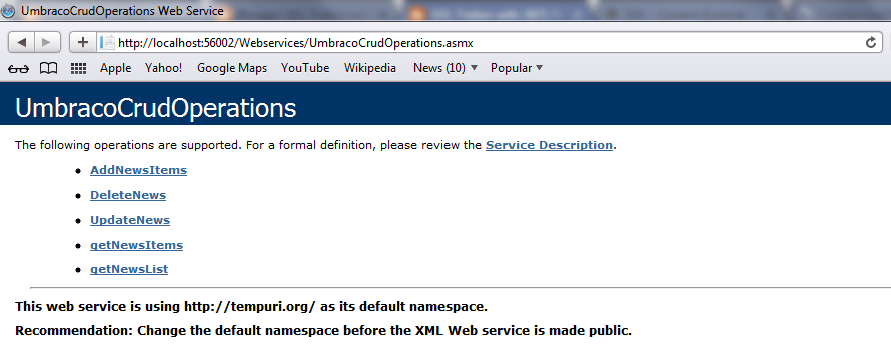 UmbracoCrudOperations Web Service
http://localhost:56002/Webservices/UmbracoCrudOperations.asmx
Apple Yahoo! Google Maps YouTube Wikipedia News (10) Popular
UmbracoCrudOperations
The following operations are supported. For a formal definition, please review the Service Description.
AddNewsItems
DeleteNews
UpdateNews
getNewsItems
getNewsList
This web service is using http://tempuri.org/ as its default namespace.
Recommendation: Change the default namespace before the XML Web service is made public.